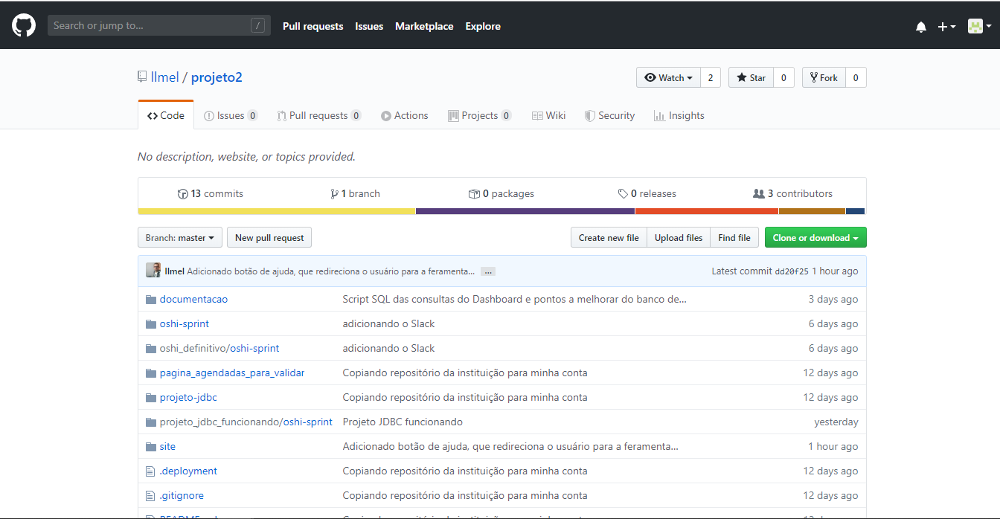 Search or jump to... /
Pull requests Issues Marketplace Explore
llmel / projeto2
Watch 2 Star 0 Fork 0
Code Issues 0 Pull requests 0 Actions Projects 0 Wiki Security Insights
No description, website, or topics provided.
13 commits 1 branch 0 packages 0 releases 3 contributors
Branch: master New pull request Create new file Upload files Find file Clone or download
llmel Adicionado botão de ajuda, que redireciona o usuário para a feramenta... ... Latest commit dd20f25 1 hour ago
documentacao Script SQL das consultas do Dashboard e pontos a melhorar do banco de... 3 days ago
oshi-sprint adicionando o Slack 6 days ago
oshi_definitivo/oshi-sprint adicionando o Slack 6 days ago
pagina_agendadas_para_validar Copiando repositório da instituição para minha conta 12 days ago
projeto-jdbc Copiando repositório da instituição para minha conta 12 days ago
projeto_jdbc_funcionando/oshi-sprint Projeto JDBC funcionando yesterday
site Adicionado botão de ajuda, que redireciona o usuário para a feramenta... 1 hour ago
.deployment Copiando repositório da instituição para minha conta 12 days ago
.gitignore Copiando repositório da instituição para minha conta 12 days ago